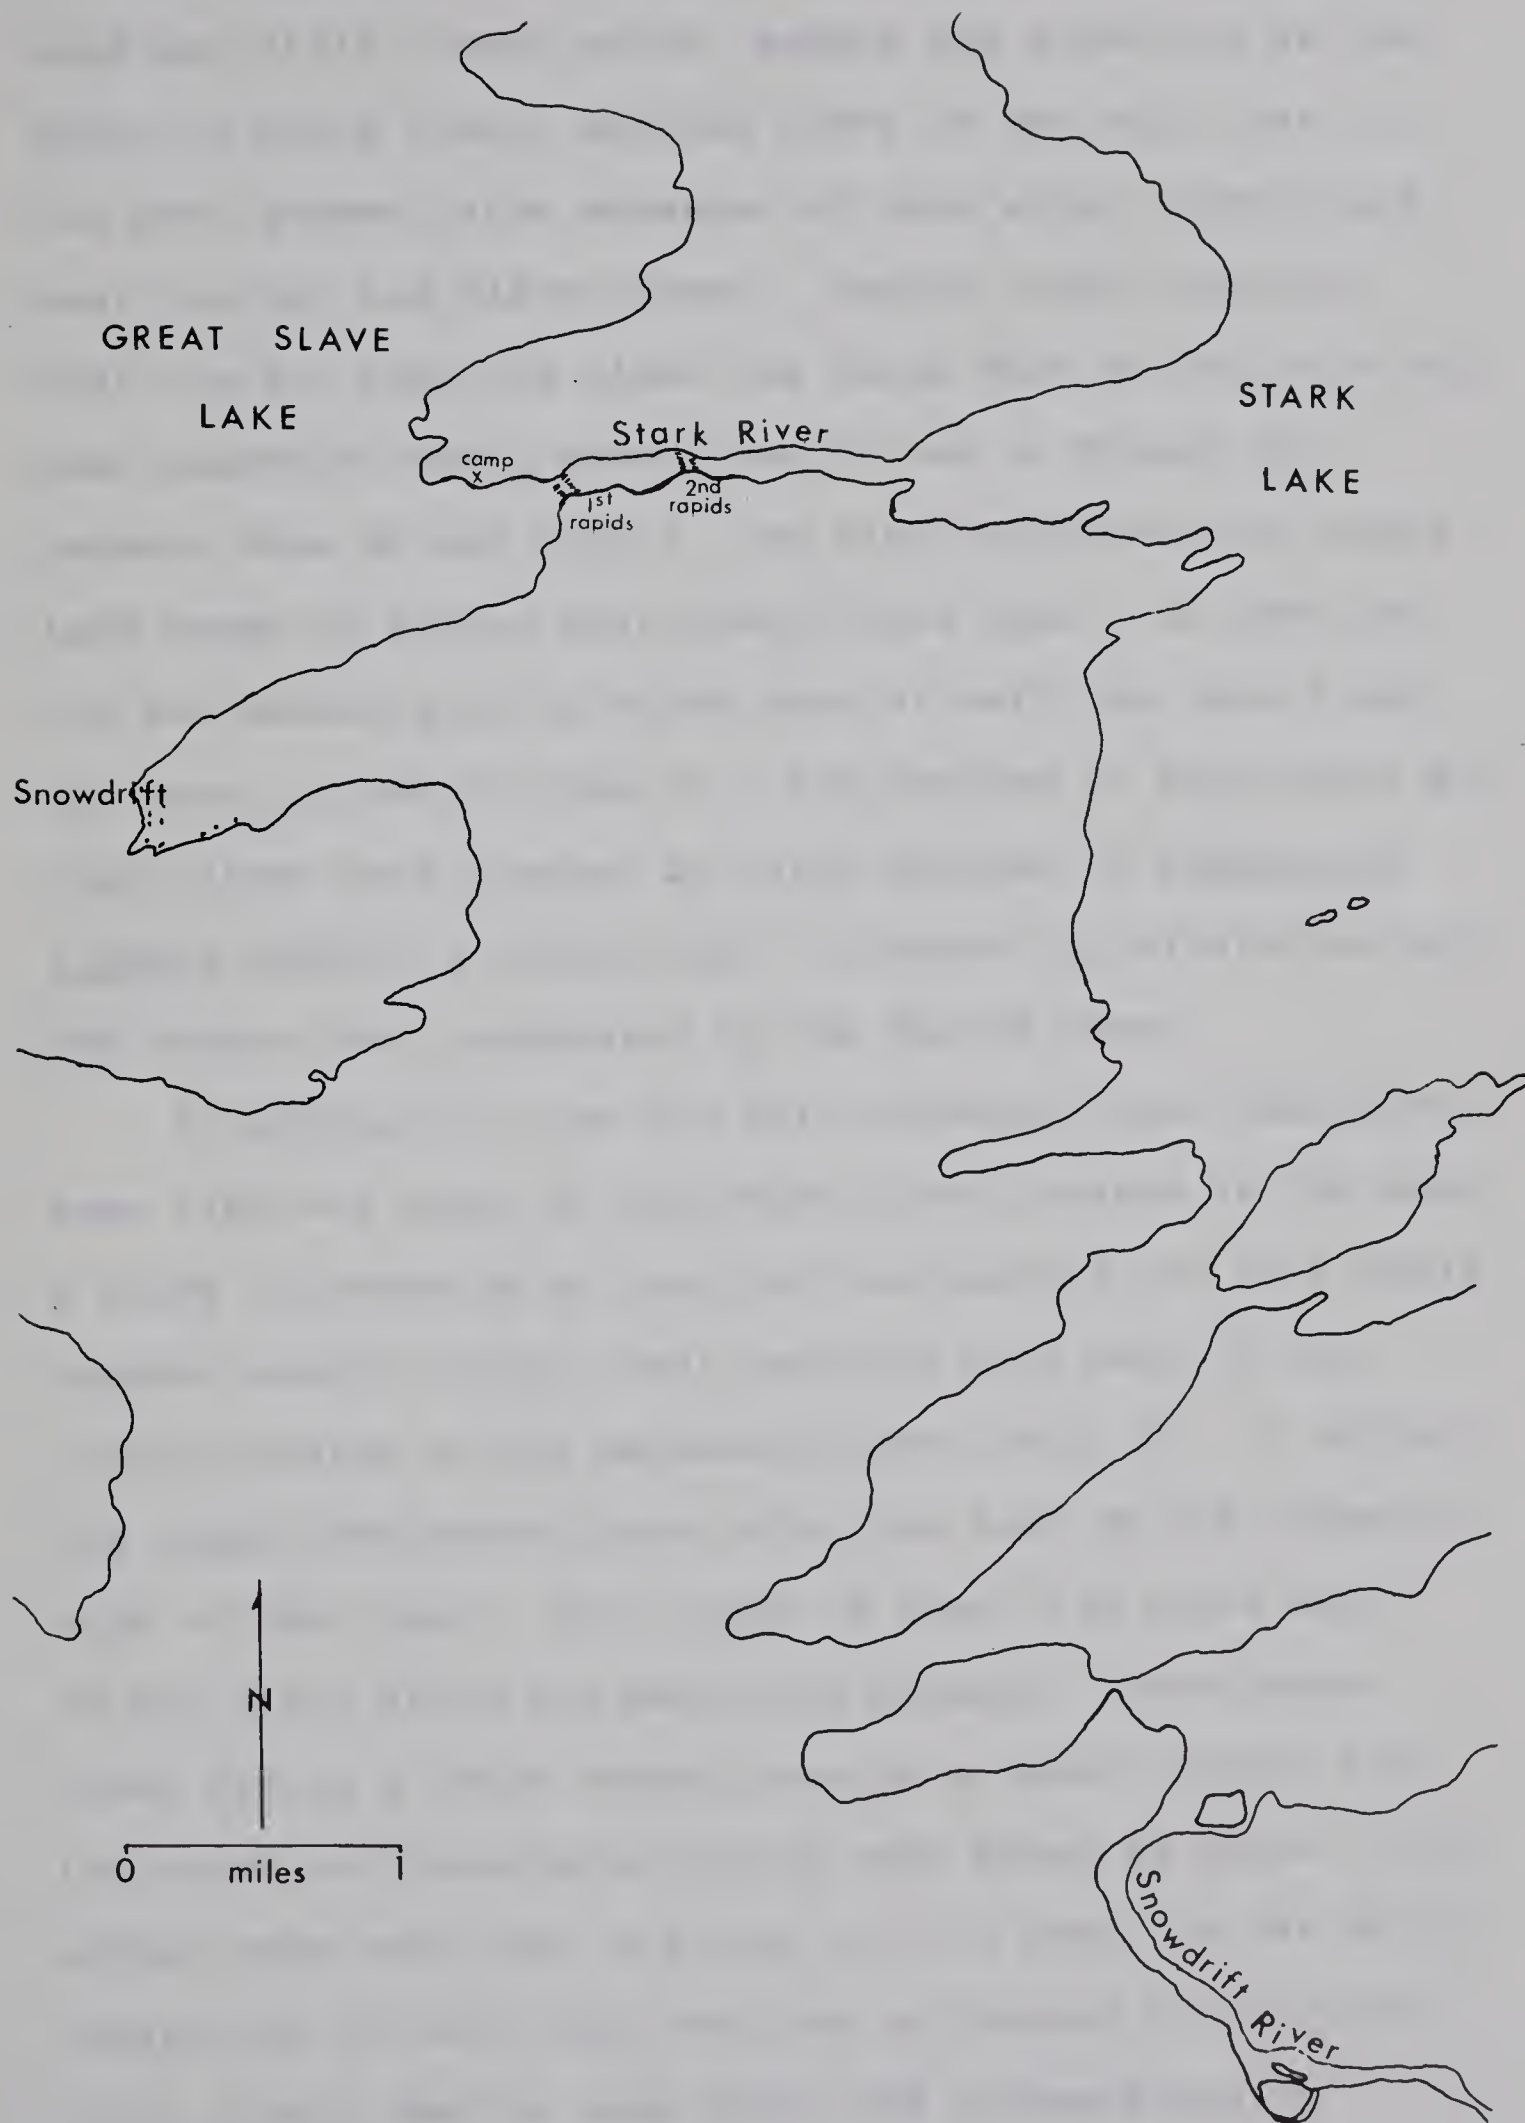 GREAT SLAVE
LAKE
STARK
LAKE
Stark River
camp
x
1st
rapids
2nd
rapids
Snowdrift
N
0 miles 1
Snowdrift River